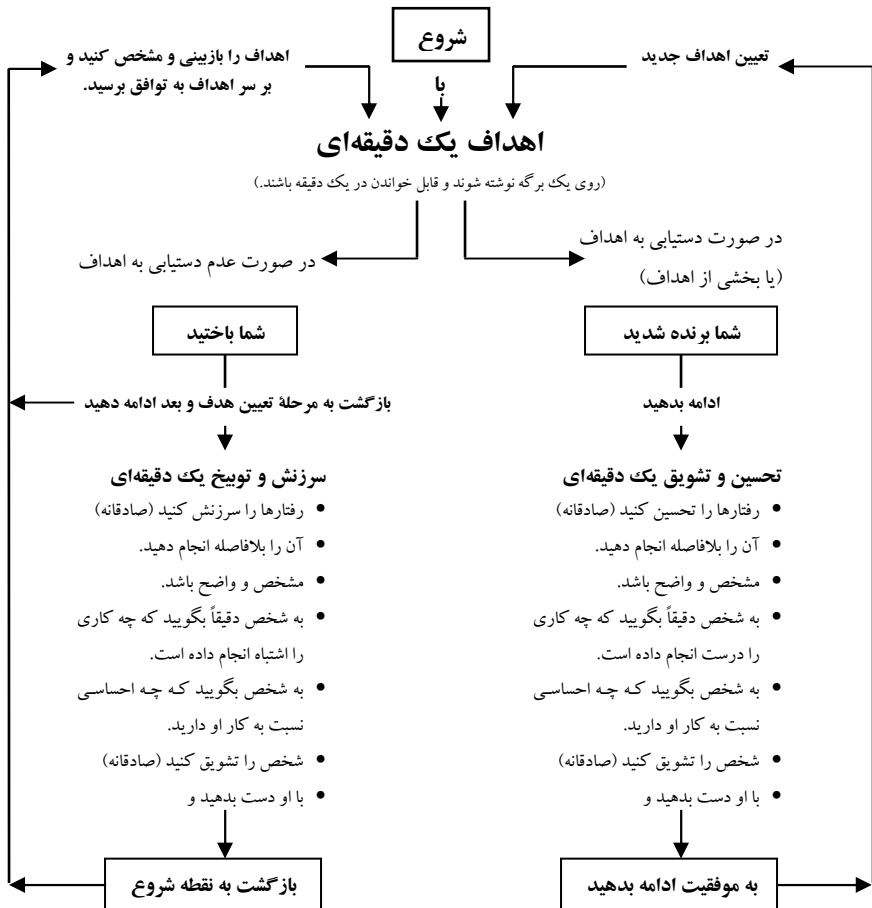 شروع
تعیین اهداف جدید
اهداف را بازبینی و مشخص کنید و
بر سر اهداف به توافق برسید.
با
اهداف یک دقیقه‌ای
(روی یک برگه نوشته شوند و قابل خواندن در یک دقیقه باشند.)
در صورت دستیابی به اهداف
(یا بخشی از اهداف)
در صورت عدم دستیابی به اهداف
شما برنده شدید
ادامه بدهید
تحسین و تشویق یک دقیقه‌ای
• رفتارها را تحسین کنید (صادقانه)
• آن را بلافاصله انجام دهید.
• مشخص و واضح باشد.
• به شخص دقیقاً بگویید که چه کاری
را درست انجام داده است.
• به شخص بگویید که چه احساسی
نسبت به کار او دارید.
• شخص را تشویق کنید (صادقانه)
• با او دست بدهید و
به موفقیت ادامه بدهید
شما باختید
بازگشت به مرحلهٔ تعیین هدف و بعد ادامه دهید
سرزنش و توبیخ یک دقیقه‌ای
• رفتارها را سرزنش کنید (صادقانه)
• آن را بلافاصله انجام دهید.
• مشخص و واضح باشد.
• به شخص دقیقاً بگویید که چه کاری
را اشتباه انجام داده است.
• به شخص بگویید که چه احساسی
نسبت به کار او دارید.
• شخص را تشویق کنید (صادقانه)
• با او دست بدهید و
بازگشت به نقطه شروع